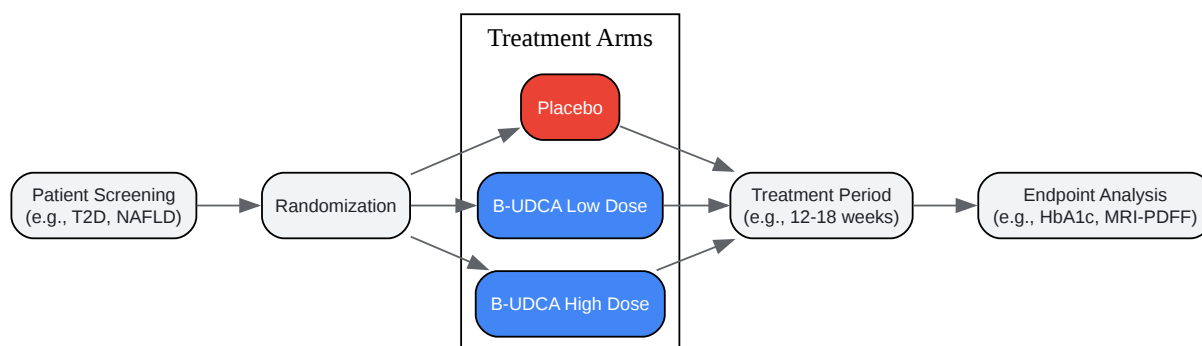 Treatment Arms
Placebo
Patient Screening
(e.g., T2D, NAFLD)
Randomization
B-UDCA Low Dose
Treatment Period
(e.g., 12-18 weeks)
Endpoint Analysis
(e.g., HbA1c, MRI-PDFF)
B-UDCA High Dose